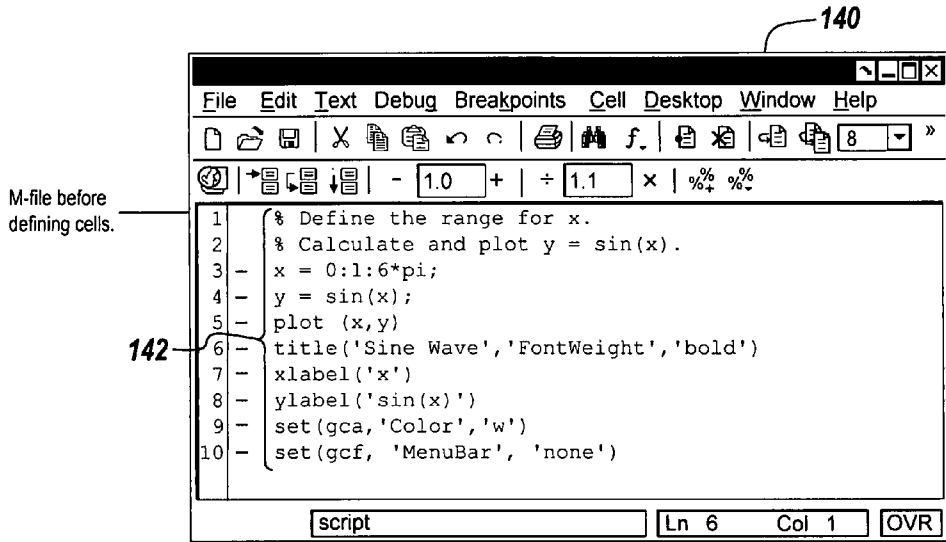 140
File Edit Text Debug Breakpoints Cell Desktop Window Help
f. 8 »
- 1.0 + ÷ 1.1 × %%+ %%
M-file before
defining cells.
1 % Define the range for x.
2 % Calculate and plot y = sin(x).
3 - x = 0:1:6*pi;
4 - y = sin(x);
5 - plot (x,y)
142
6 - title('Sine Wave','FontWeight','bold')
7 - xlabel('x')
8 - ylabel('sin(x)')
9 - set(gca,'Color','w')
10 - set(gcf, 'MenuBar', 'none')
script Ln 6 Col 1 OVR